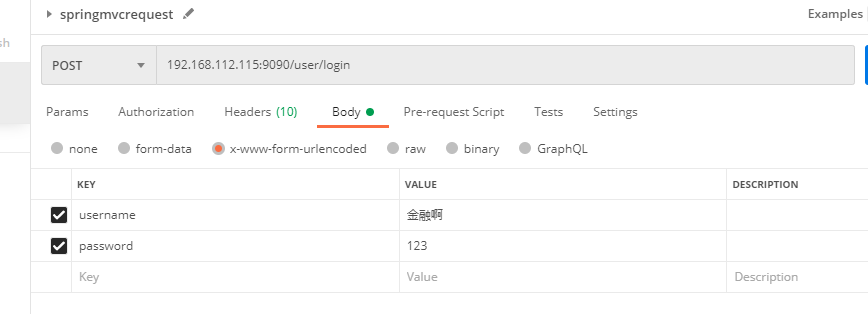 springmvcrequest Examples
sh
POST 192.168.112.115:9090/user/login
Params Authorization Headers (10) Body Pre-request Script Tests Settings
none form-data x-www-form-urlencoded raw binary GraphQL
KEY VALUE DESCRIPTION
username 金融啊
password 123
Key Value Description